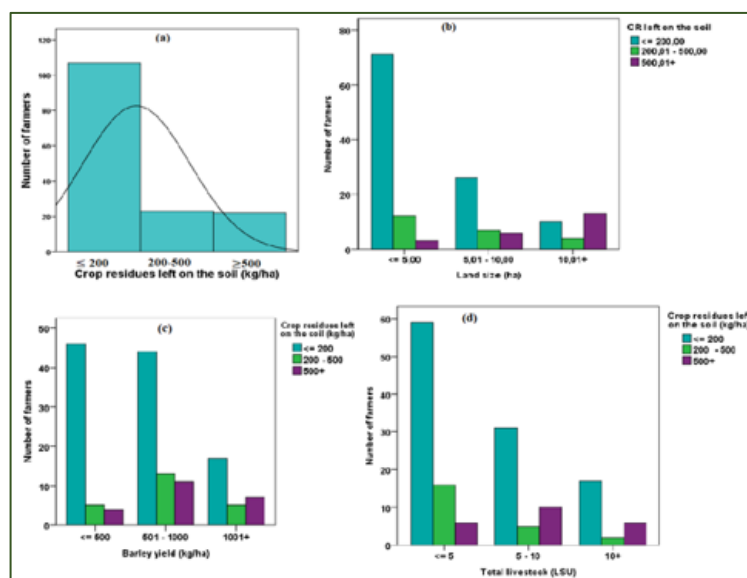 (a)
120
100
80
60
40
20
0
Number of farmers
≤ 200
200-500
≥500
Crop residues left on the soil (kg/ha)
(b)
CR left on the soil
<= 200,00
200,01 - 500,00
500,01+
80
60
40
20
0
Number of farmers
<= 5,00
5,01 - 10,00
10,01+
Land size (ha)
(c)
Crop residues left
on the soil (kg/ha)
<= 200
200 - 500
500+
50
40
30
20
10
0
Number of farmers
<= 500
501 - 1000
1001+
Barley yield (kg/ha)
(d)
Crop residues left
on the soil (kg/ha)
<= 200
200 - 500
500+
60
50
40
30
20
10
0
Number of farmers
<= 5
5 - 10
10+
Total livestock (LSU)